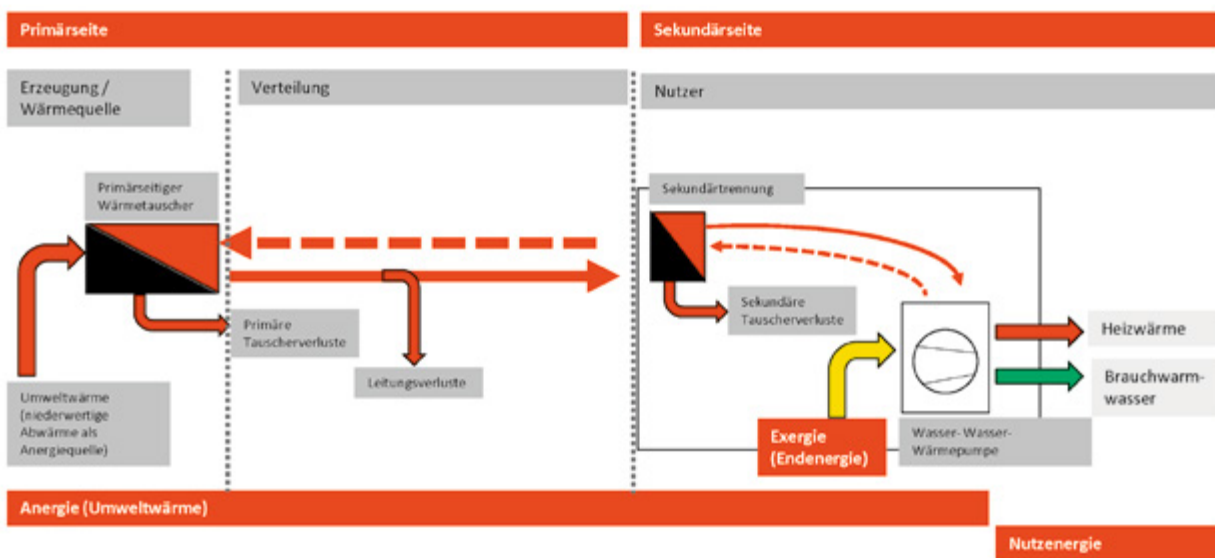 Primärseite
Sekundärseite
Erzeugung /
Wärmequelle
Verteilung
Nutzer
Primärseitiger
Wärmetauscher
Sekundärtrennung
Primäre
Tauscherverluste
Leitungsverluste
Sekundäre
Tauscherverluste
Umweltwärme
(niederwertige
Abwärme als
Anergiequelle)
Exergie
(Endenergie)
Wasser- Wasser-
Wärmepumpe
Heizwärme
Brauchwarm-
wasser
Anergie (Umweltwärme)
Nutzenergie